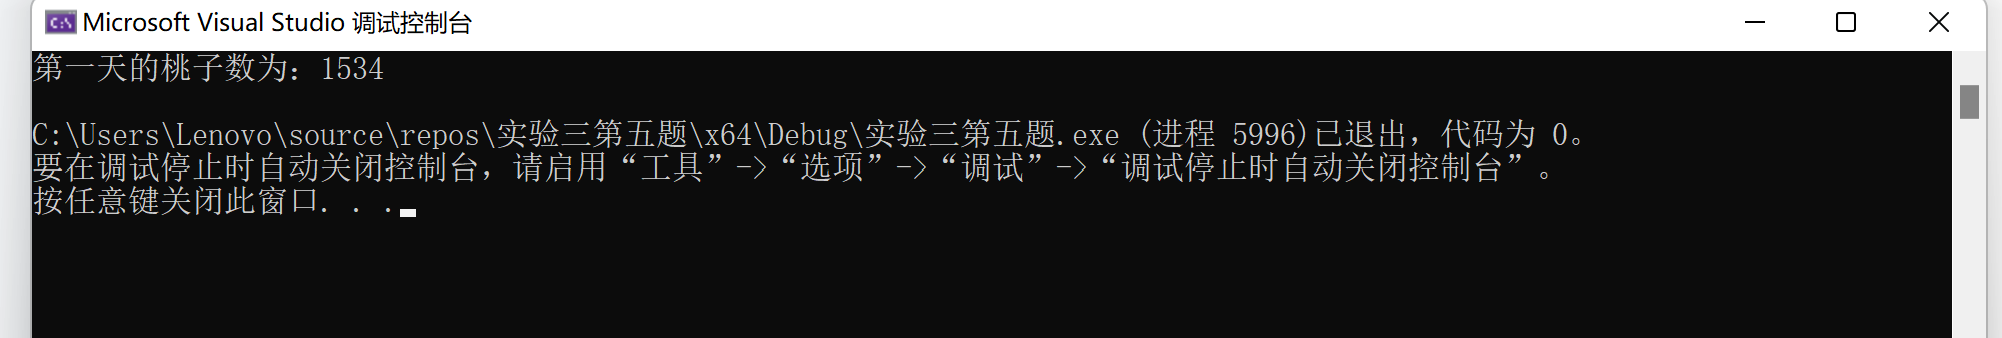 Microsoft Visual Studio 调试控制台
第一天的桃子数为：1534
C:\Users\Lenovo\source\repos\实验三第五题\x64\Debug\实验三第五题.exe (进程 5996)已退出，代码为 0。
要在调试停止时自动关闭控制台，请启用“工具”->“选项”->“调试”->“调试停止时自动关闭控制台”。
按任意键关闭此窗口. . .